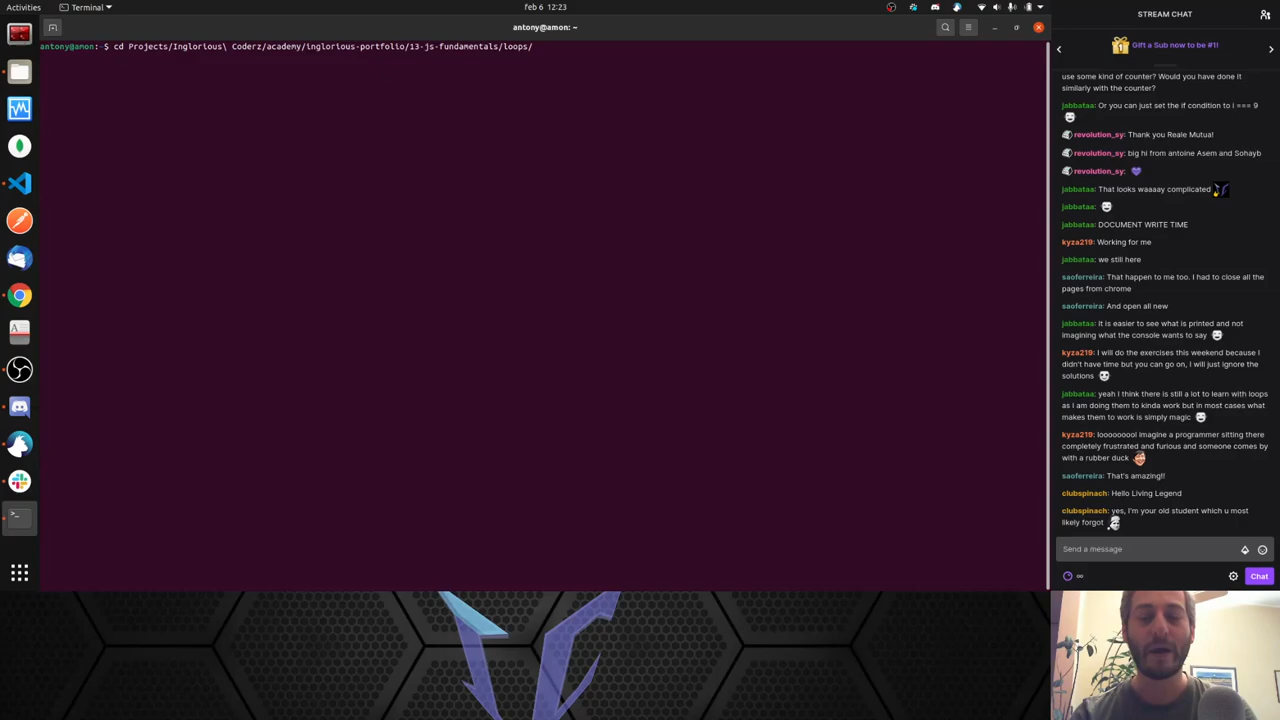 Activities
Terminal
feb 6 12:23
antony@amon: ~
antony@amon:~$ cd Projects/Inglorious\ Coderz/academy/inglorious-portfolio/13-js-fundamentals/loops/
STREAM CHAT
Gift a Sub now to be #1!
use some kind of counter? Would you have done it
similarly with the counter?
jabbataa: Or you can just set the if condition to i === 9
revolution_sy: Thank you Reale Mutua!
revolution_sy: big hi from antoine Asem and Sohayb
revolution_sy:
jabbataa: That looks waaaay complicated
jabbataa:
jabbataa: DOCUMENT WRITE TIME
kyza219: Working for me
jabbataa: we still here
saoferreira: That happen to me too. I had to close all the
pages from chrome
saoferreira: And open all new
jabbataa: It is easier to see what is printed and not
imagining what the console wants to say
kyza219: I will do the exercises this weekend because I
didn't have time but you can go on, I will just ignore the
solutions
jabbataa: yeah I think there is still a lot to learn with loops
as I am doing them to kinda work but in most cases what
makes them to work is simply magic
kyza219: looooooool imagine a programmer sitting there
completely frustrated and furious and someone comes by
with a rubber duck
saoferreira: That's amazing!!
clubspinach: Hello Living Legend
clubspinach: yes, I'm your old student which u most
likely forgot
Send a message
Chat